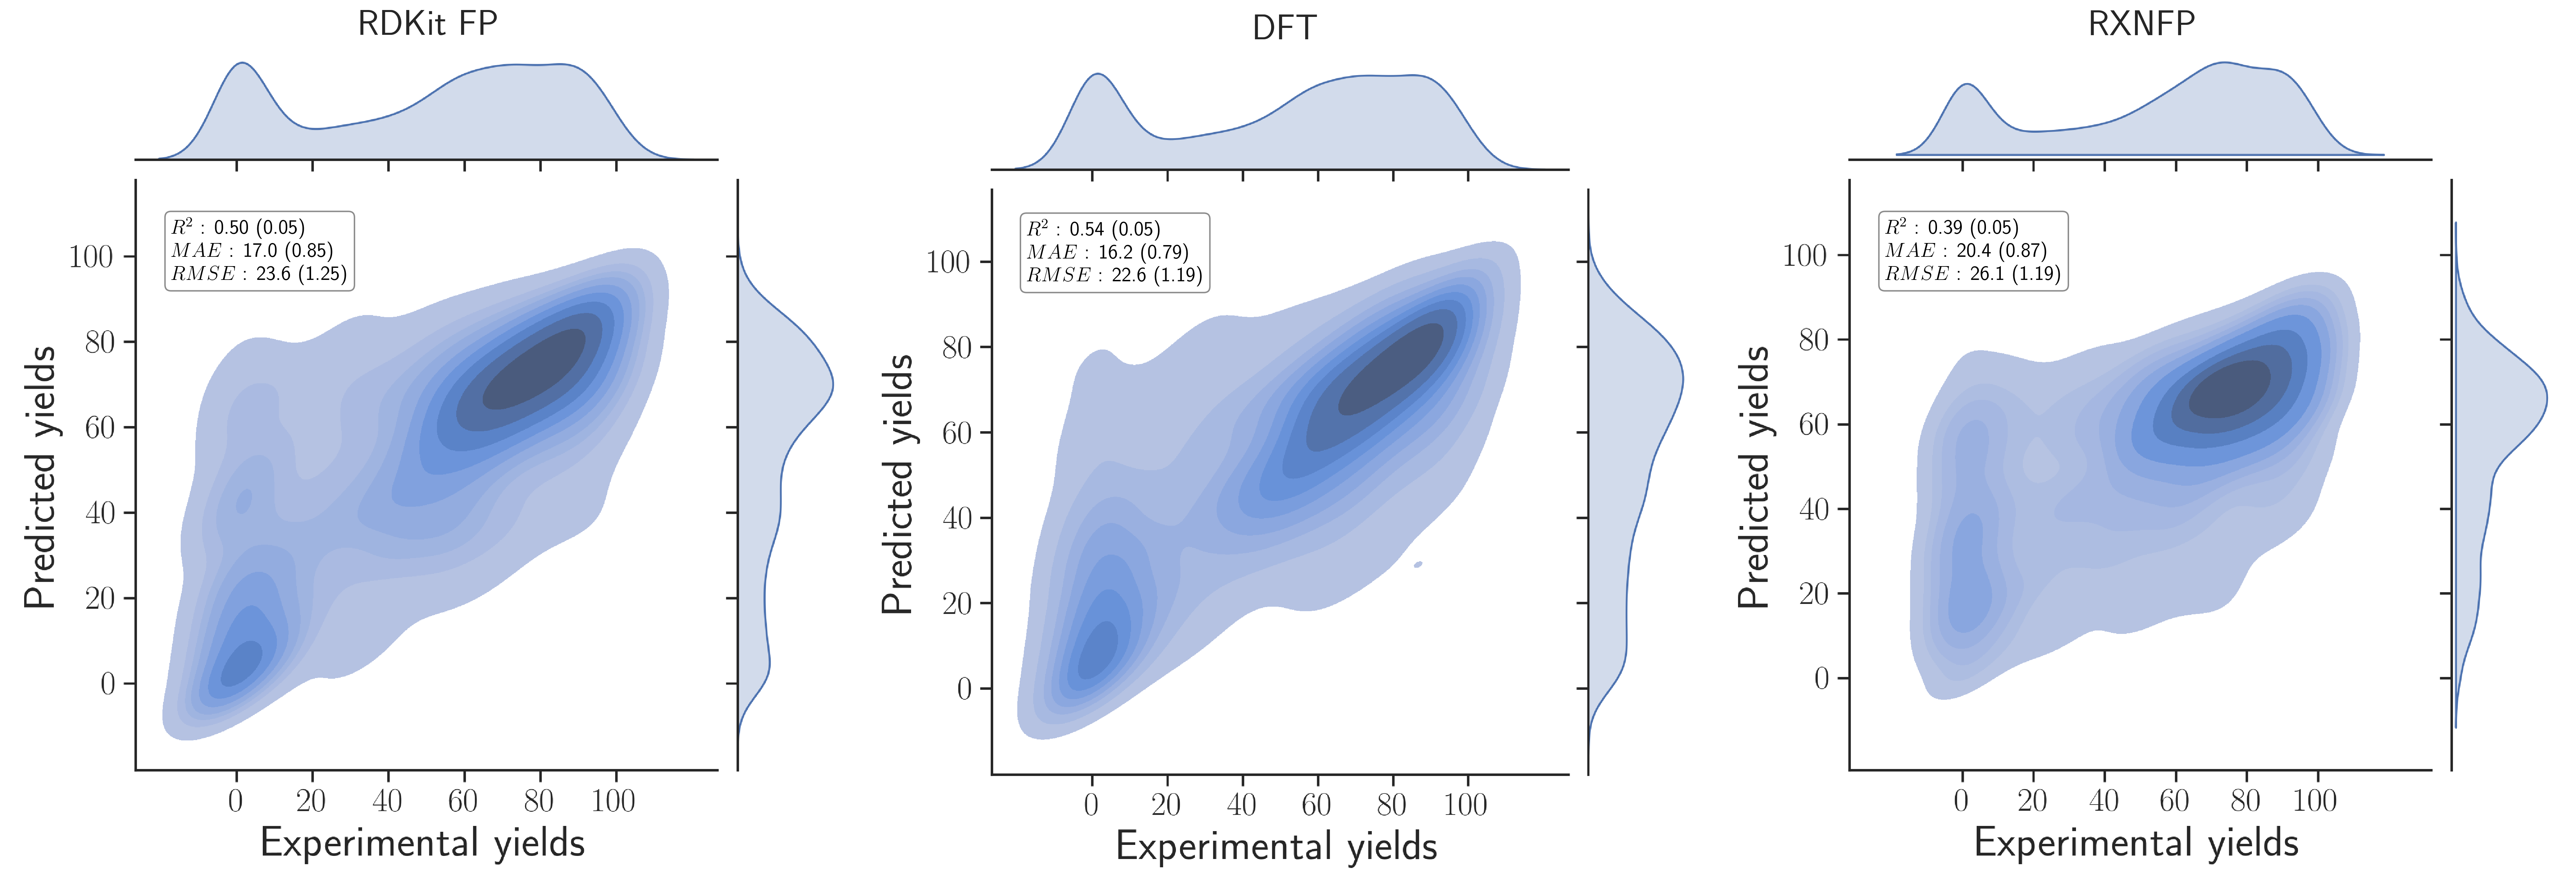 RDKit FP
R² : 0.50 (0.05)
MAE : 17.0 (0.85)
RMSE : 23.6 (1.25)
100
80
60
40
20
0
Predicted yields
0 20 40 60 80 100
Experimental yields
DFT
R² : 0.54 (0.05)
MAE : 16.2 (0.79)
RMSE : 22.6 (1.19)
100
80
60
40
20
0
Predicted yields
0 20 40 60 80 100
Experimental yields
RXNFP
R² : 0.39 (0.05)
MAE : 20.4 (0.87)
RMSE : 26.1 (1.19)
100
80
60
40
20
0
Predicted yields
0 20 40 60 80 100
Experimental yields